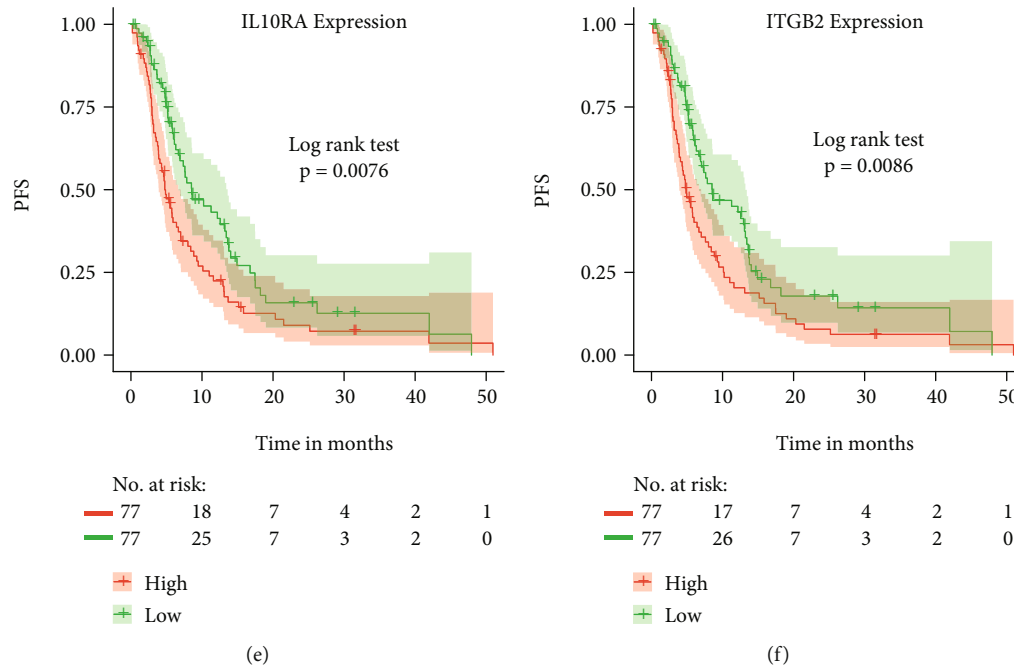 IL10RA Expression
1.00
0.75
0.50
0.25
0.00
PFS
Log rank test
p = 0.0076
0 10 20 30 40 50
Time in months
No. at risk:
77 18 7 4 2 1
77 25 7 3 2 0
High
Low
(e)
ITGB2 Expression
1.00
0.75
0.50
0.25
0.00
PFS
Log rank test
p = 0.0086
0 10 20 30 40 50
Time in months
No. at risk:
77 17 7 4 2 1
77 26 7 3 2 0
High
Low
(f)